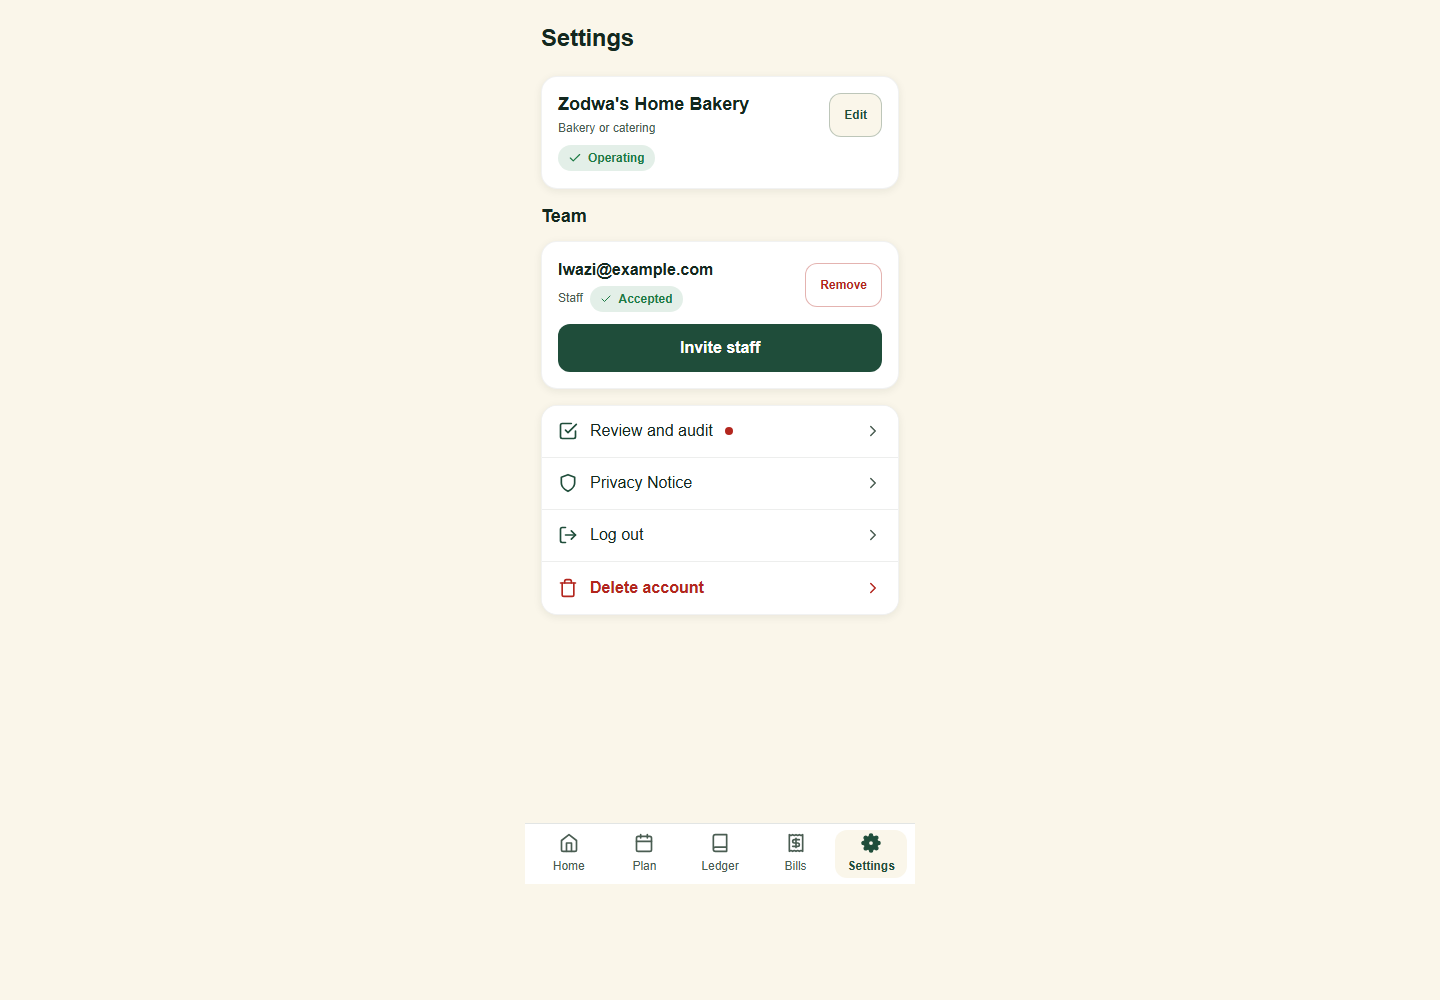 Settings
Zodwa's Home Bakery
Edit
Bakery or catering
Operating
Team
lwazi@example.com
Remove
Staff
Accepted
Invite staff
Review and audit
Privacy Notice
Log out
Delete account
Home
Plan
Ledger
Bills
Settings